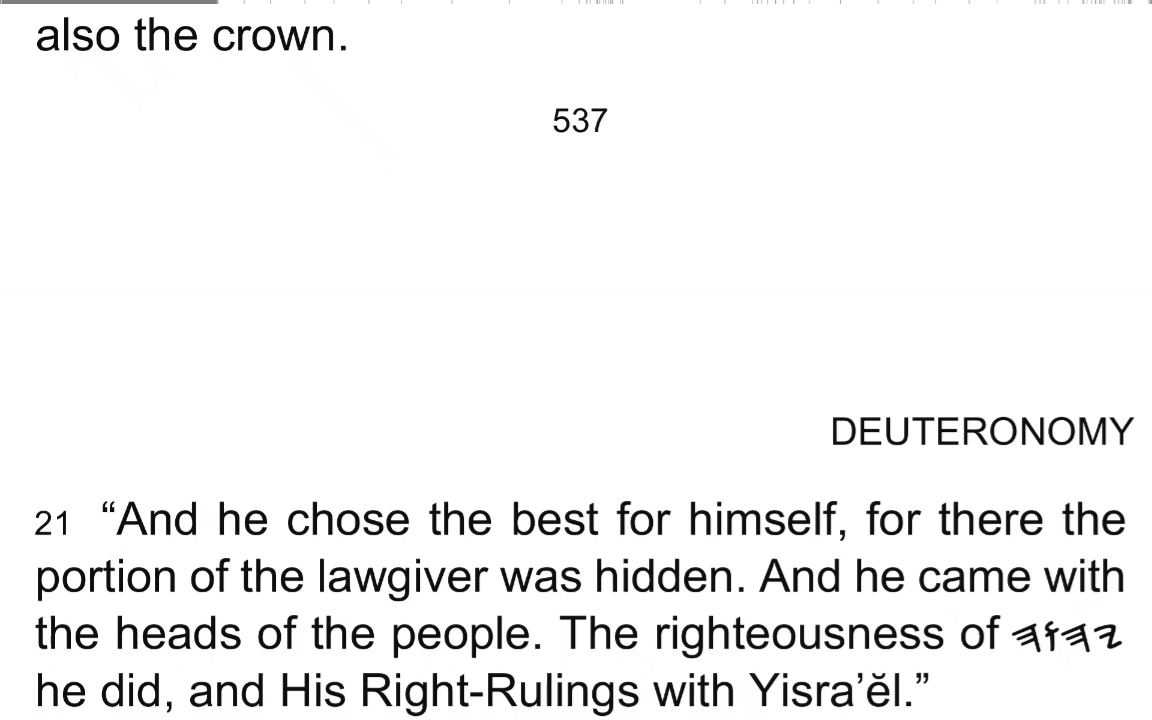 also the crown.
537
DEUTERONOMY
21 “And he chose the best for himself, for there the
portion of the lawgiver was hidden. And he came with
the heads of the people. The righteousness of 𐤉𐤄𐤅𐤄
he did, and His Right-Rulings with Yisra’ĕl.”